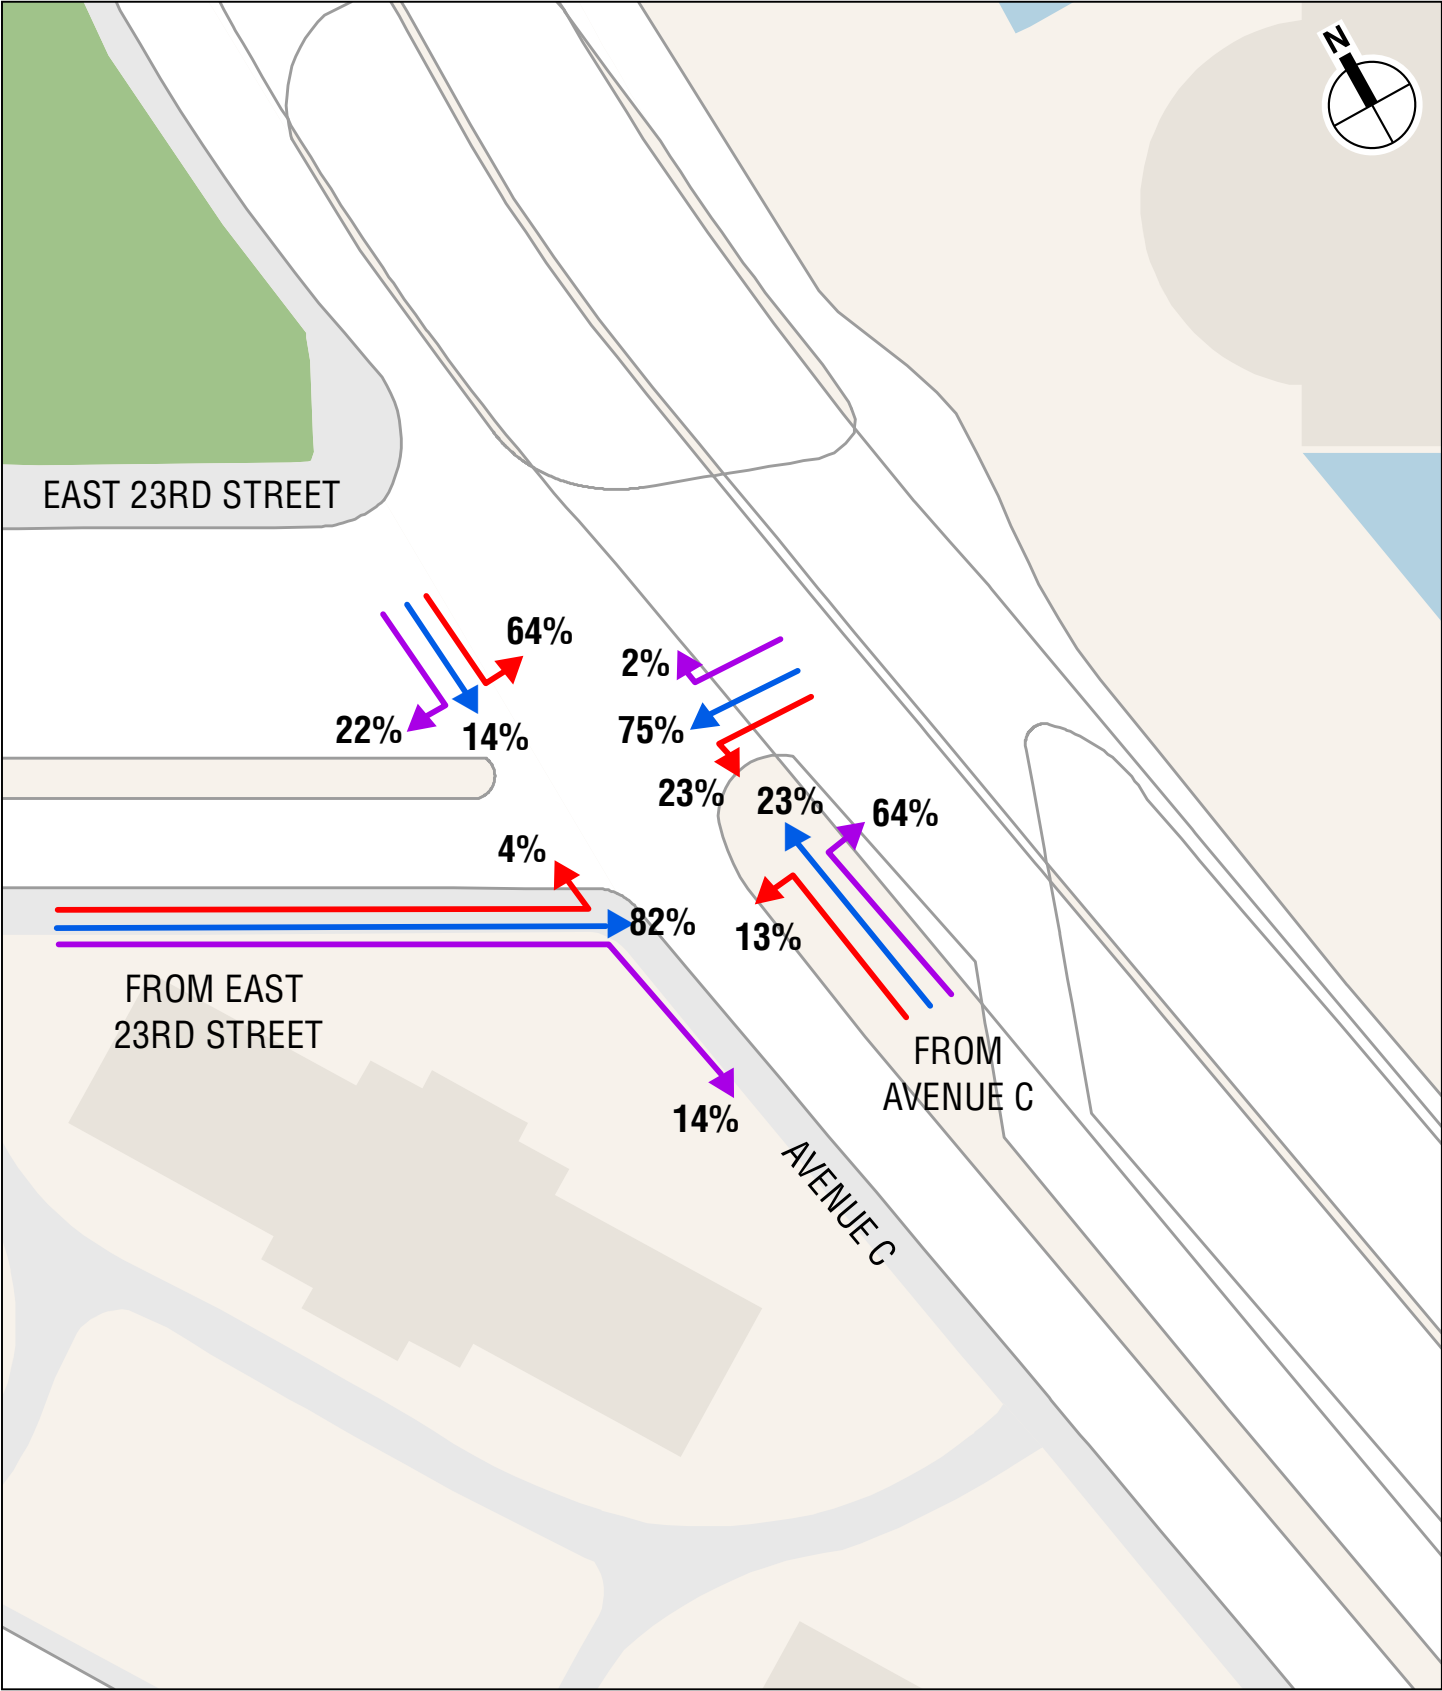 N
EAST 23RD STREET
64%
2%
22%
14%
75%
23%
23%
64%
4%
82%
13%
FROM EAST
23RD STREET
FROM
AVENUE C
14%
AVENUE C